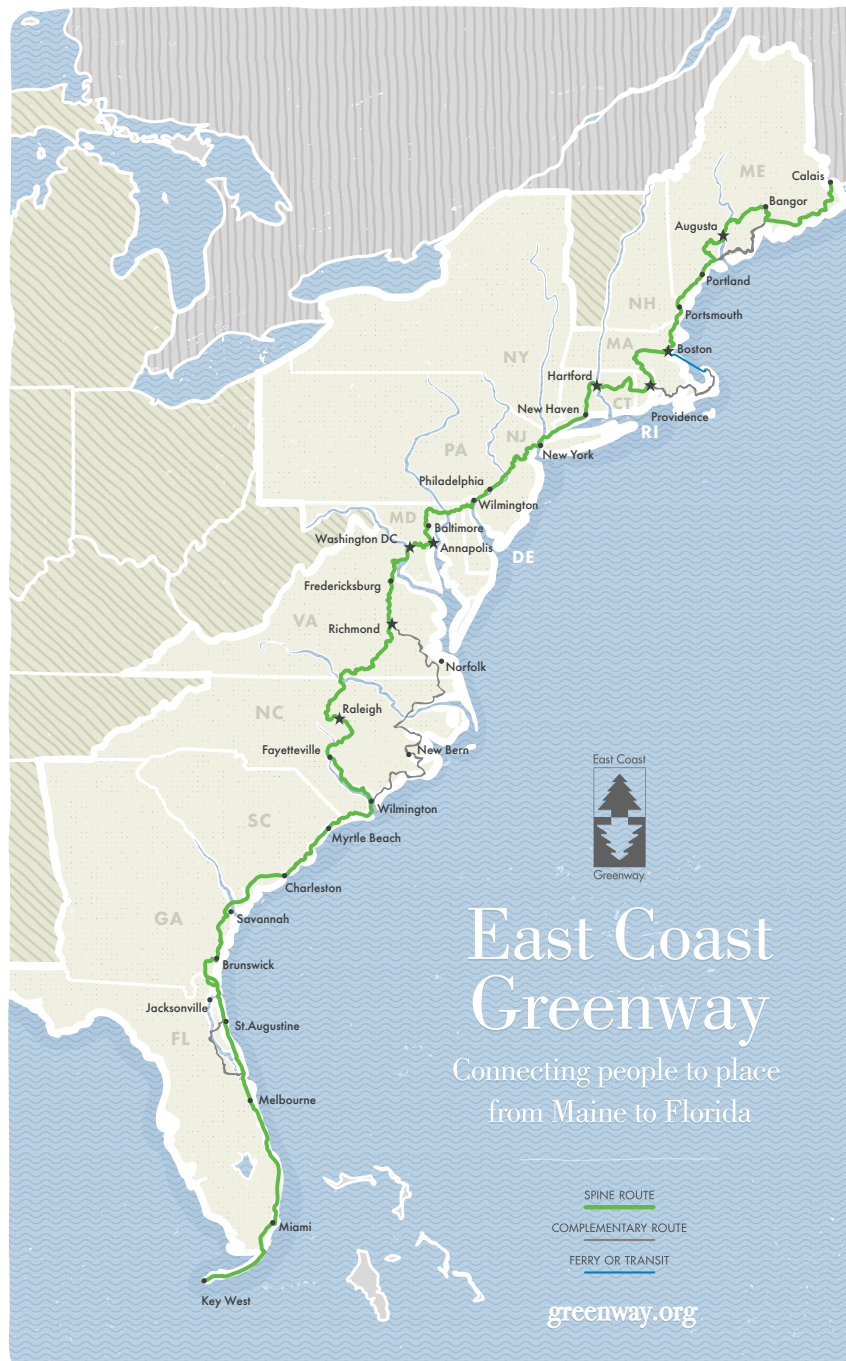 ME
Calais
Bangor
Augusta
Portland
NH
Portsmouth
MA
Boston
NY
Hartford
CT
New Haven
Providence
RI
NJ
PA
New York
Philadelphia
Wilmington
MD
Baltimore
Washington DC
Annapolis
DE
Fredericksburg
VA
Richmond
Norfolk
NC
Raleigh
Fayetteville
New Bern
Wilmington
SC
Myrtle Beach
Charleston
GA
Savannah
Brunswick
Jacksonville
St.Augustine
FL
Melbourne
Miami
Key West
East Coast
Greenway
East Coast
Greenway
Connecting people to place
from Maine to Florida
SPINE ROUTE
COMPLEMENTARY ROUTE
FERRY OR TRANSIT
greenway.org